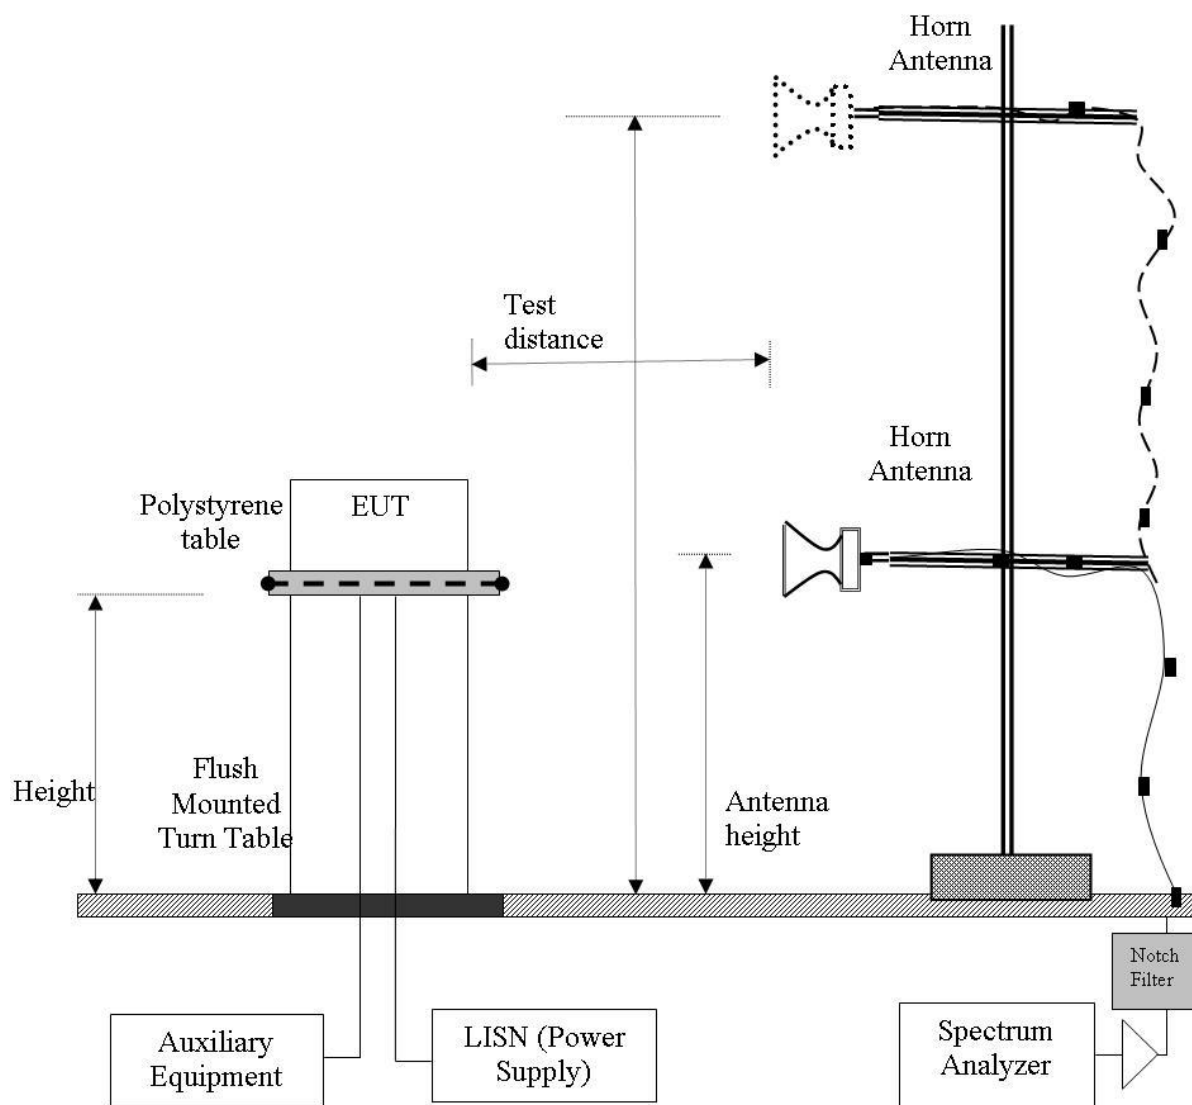 Horn
Antenna
Test
distance
Horn
Antenna
Polystyrene
table
EUT
Flush
Mounted
Turn Table
Height
Antenna
height
Notch
Filter
Auxiliary
Equipment
LISN (Power
Supply)
Spectrum
Analyzer